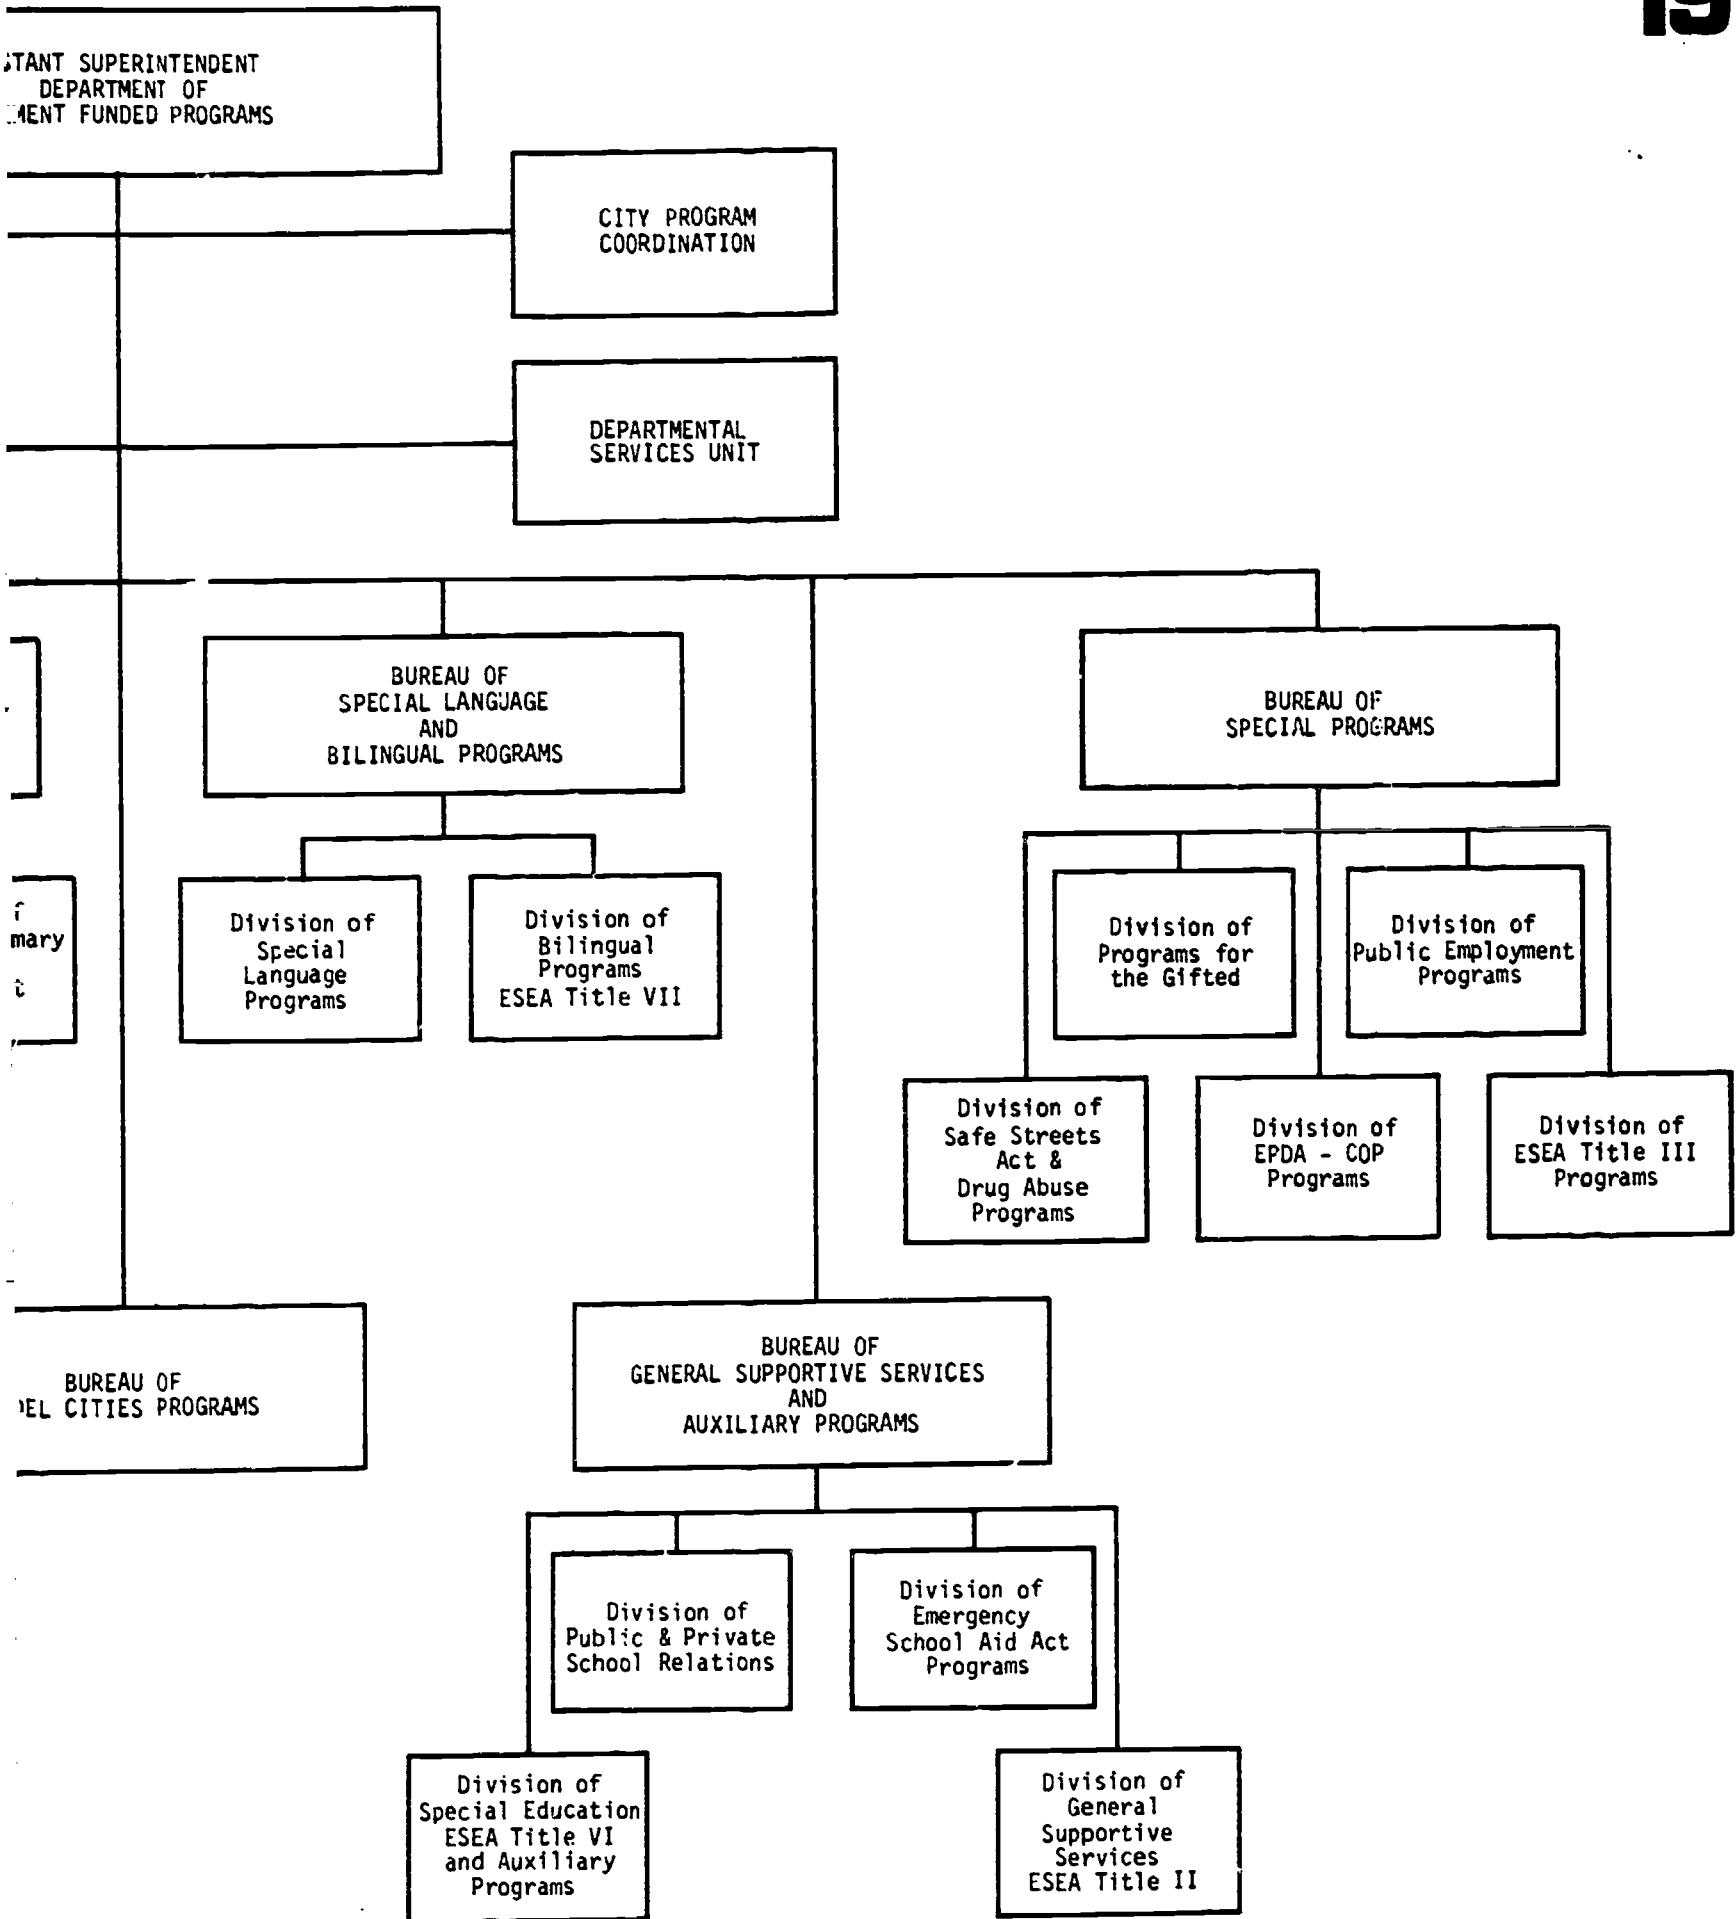 19
SUPERINTENDENT
DEPARTMENT OF
FUNDED PROGRAMS
CITY PROGRAM
COORDINATION
DEPARTMENTAL
SERVICES UNIT
BUREAU OF
SPECIAL LANGUAGE
AND
BILINGUAL PROGRAMS
BUREAU OF
SPECIAL PROGRAMS
mary
t
Division of
Special
Language
Programs
Division of
Bilingual
Programs
ESEA Title VII
Division of
Programs for
the Gifted
Division of
Public Employment
Programs
Division of
Safe Streets
Act &
Drug Abuse
Programs
Division of
EPDA - COP
Programs
Division of
ESEA Title III
Programs
BUREAU OF
EL CITIES PROGRAMS
BUREAU OF
GENERAL SUPPORTIVE SERVICES
AND
AUXILIARY PROGRAMS
Division of
Public & Private
School Relations
Division of
Emergency
School Aid Act
Programs
Division of
Special Education
ESEA Title VI
and Auxiliary
Programs
Division of
General
Supportive
Services
ESEA Title II